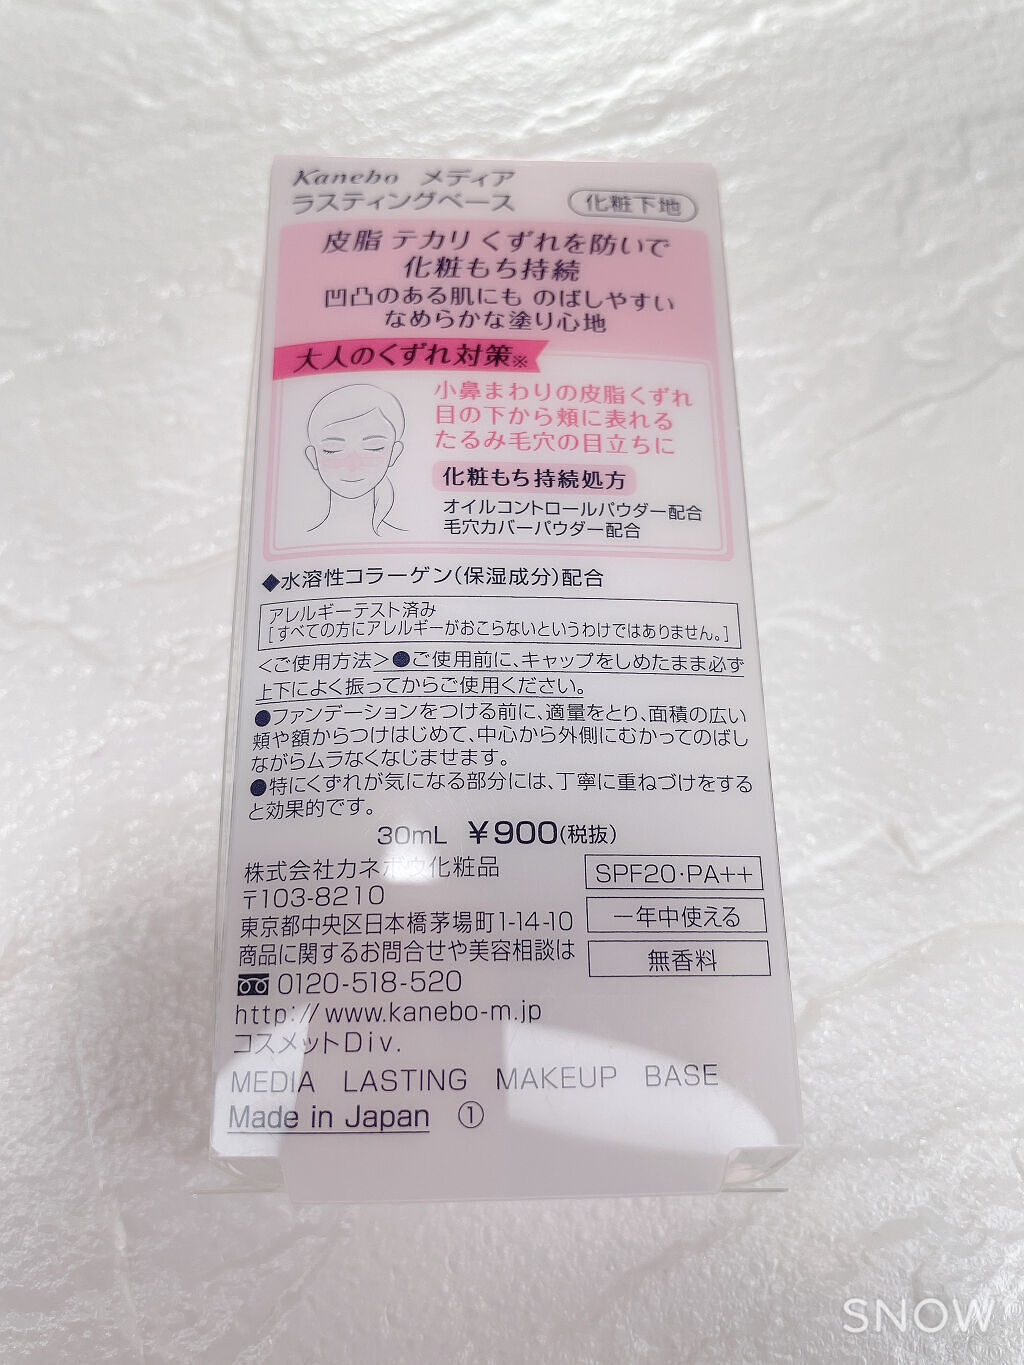 Kanebo メディア
ラスティングベース
化粧下地
皮脂 テカリ くずれを防いで
化粧もち持続
凹凸のある肌にも のばしやすい
なめらかな塗り心地
大人のくずれ対策※
小鼻まわりの皮脂くずれ
目の下から頬に表れる
たるみ毛穴の目立ちに
化粧もち持続処方
オイルコントロールパウダー配合
毛穴カバーパウダー配合
◆水溶性コラーゲン(保湿成分)配合
アレルギーテスト済み
[すべての方にアレルギーがおこらないというわけではありません。]
<ご使用方法>●ご使用前に、キャップをしめたまま必ず
上下によく振ってからご使用ください。
●ファンデーションをつける前に、適量をとり、面積の広い
頬や額からつけはじめて、中心から外側にむかってのばし
ながらムラなくなじませます。
●特にくずれが気になる部分には、丁寧に重ねづけをする
と効果的です。
30mL ¥900(税抜)
株式会社カネボウ化粧品
〒103-8210
東京都中央区日本橋茅場町1-14-10
商品に関するお問合せや美容相談は
0120-518-520
http://www.kanebo-m.jp
コスメットDiv.
SPF20・PA++
一年中使える
無香料
MEDIA LASTING MAKEUP BASE
Made in Japan ①
SNOW